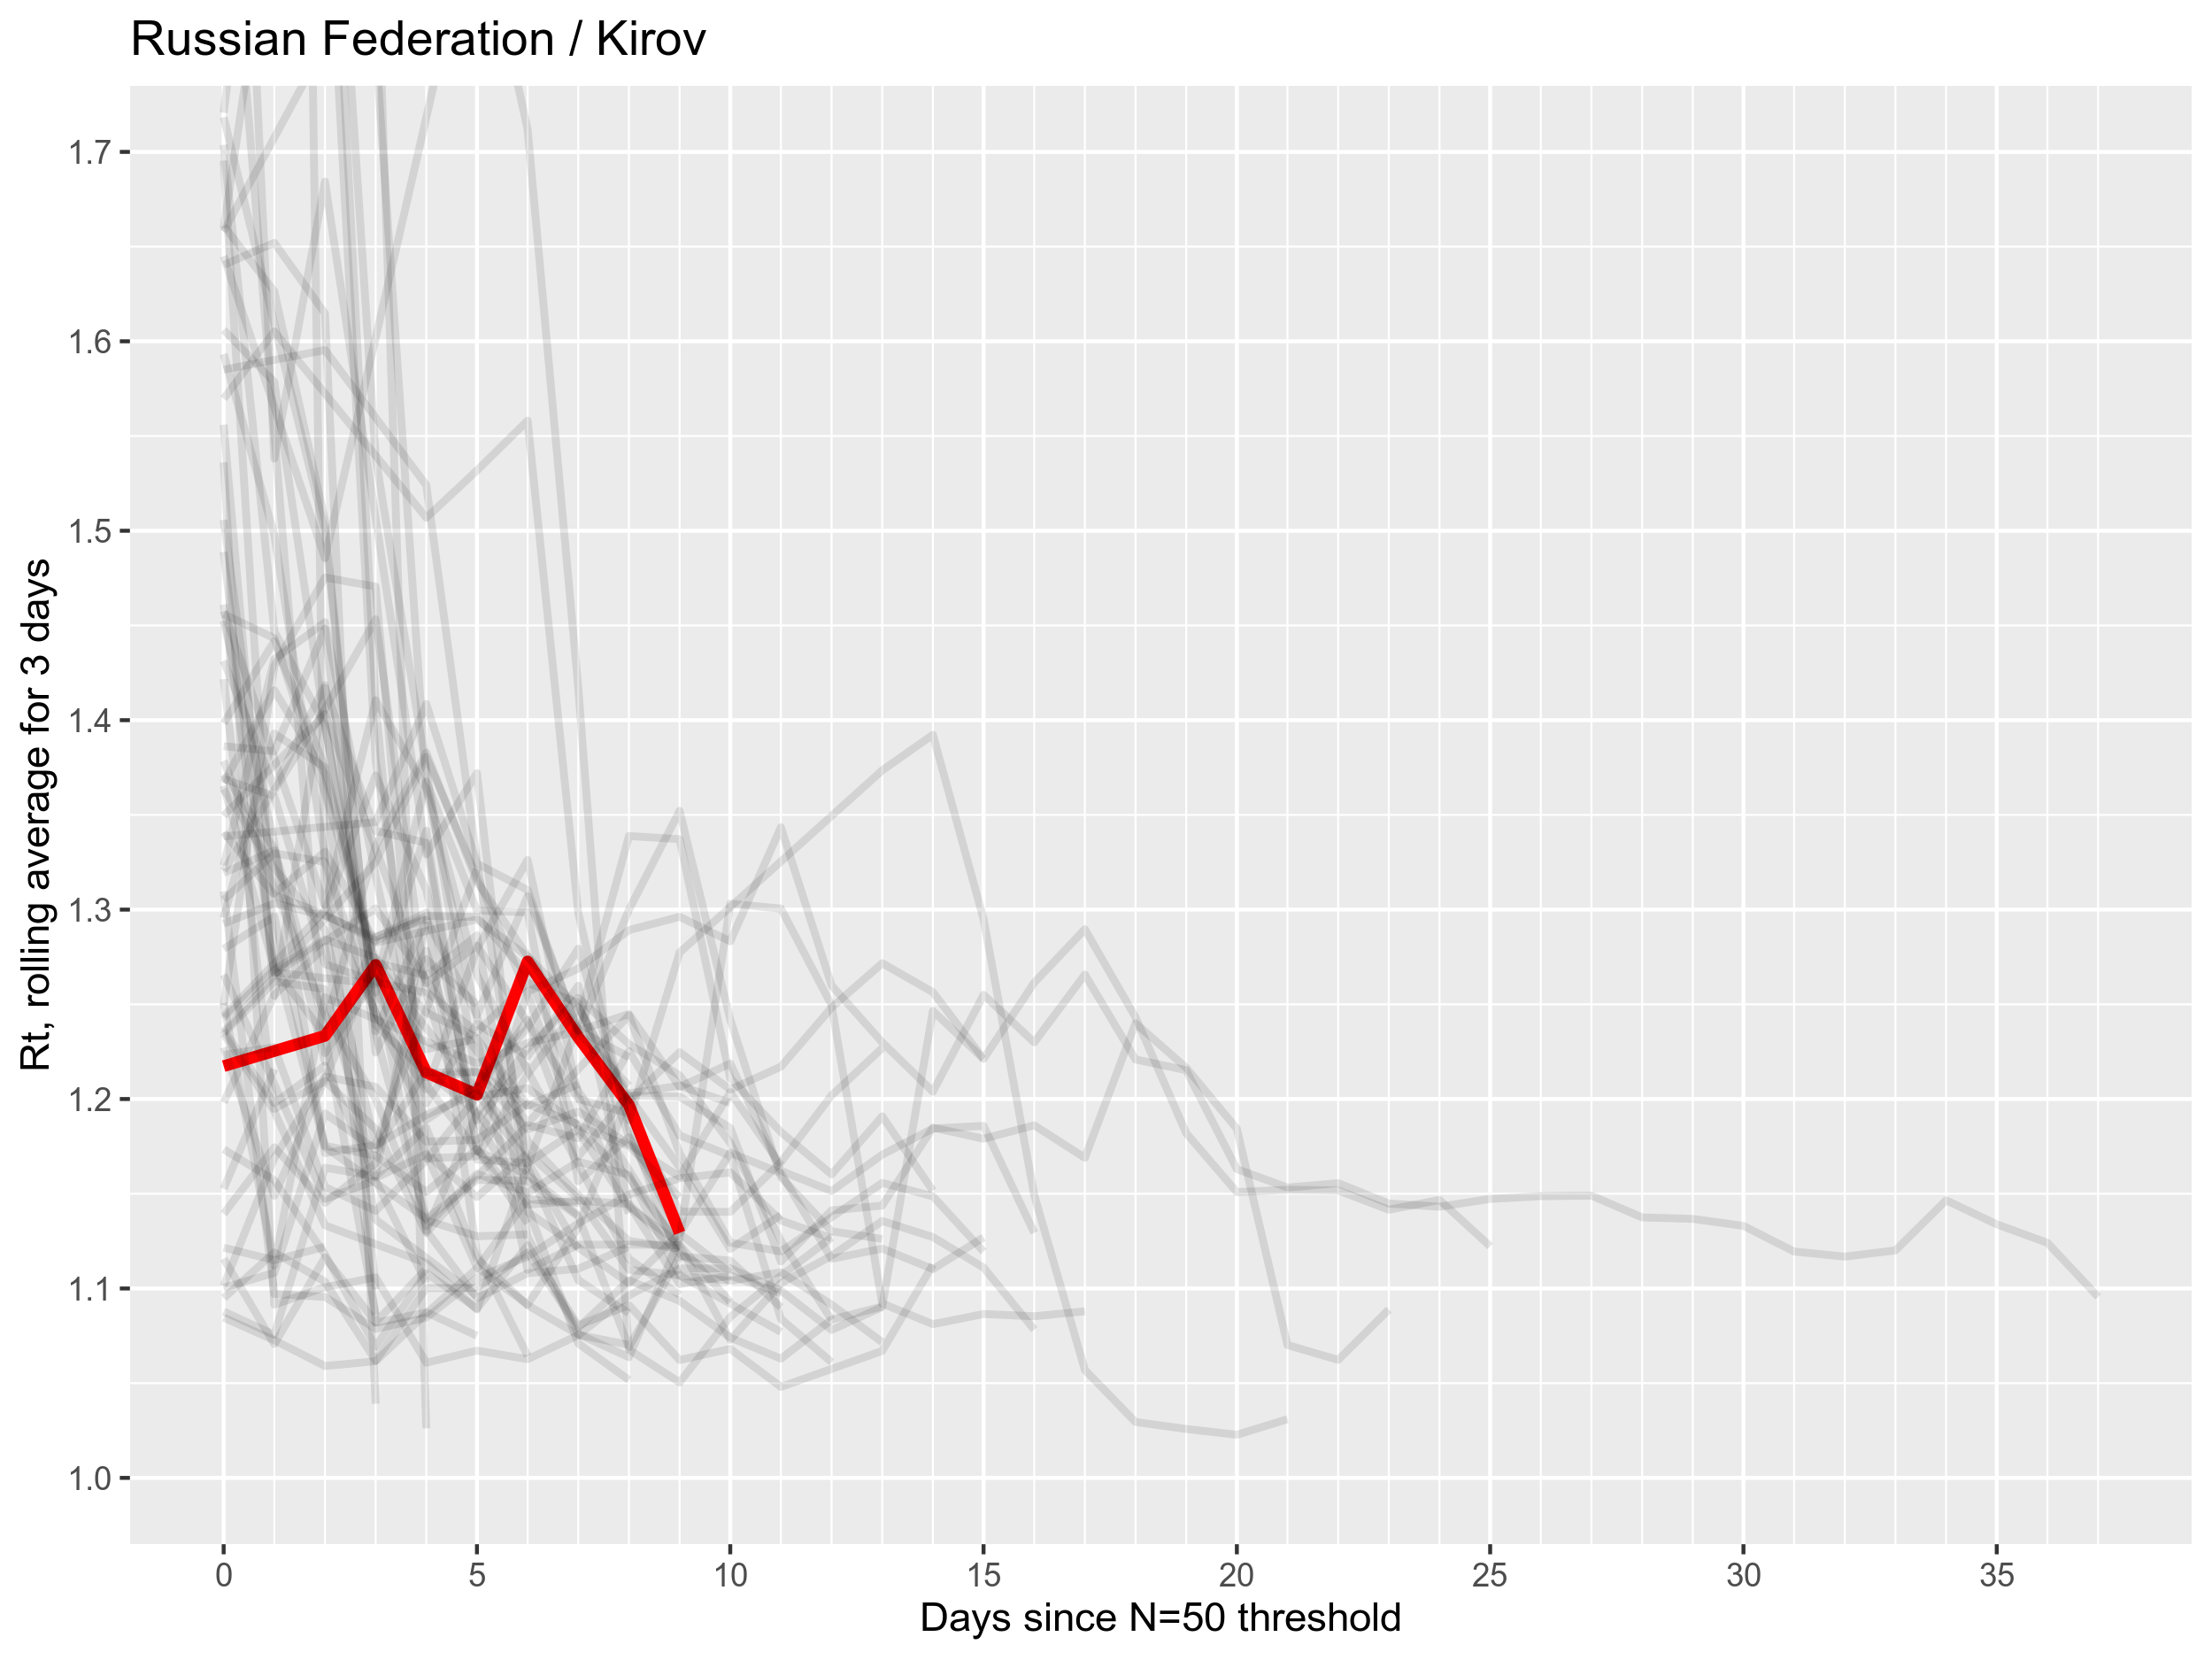 Russian Federation / Kirov
Rt, rolling average for 3 days
1.7
1.6
1.5
1.4
1.3
1.2
1.1
1.0
0 5 10 15 20 25 30 35
Days since N=50 threshold